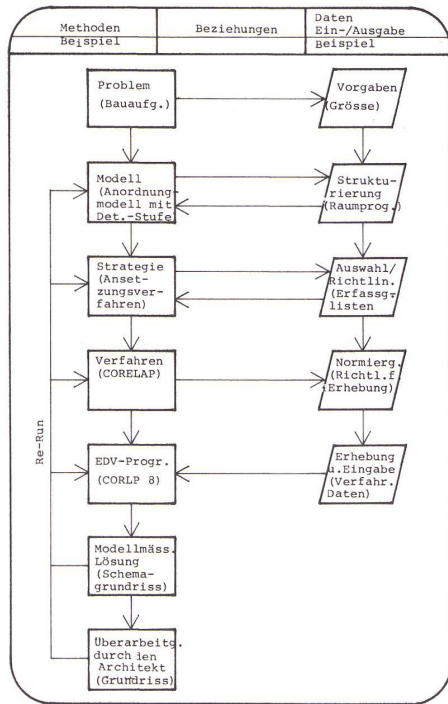 Methoden
Beispiel
Beziehungen
Daten
Ein-/Ausgabe
Beispiel
Problem
(Bauaufg.)
Vorgaben
(Grösse)
Modell
(Anordnung-
modell mit
Det.-Stufe)
Struktu-
rierung
(Raumprog.)
Strategie
(Anset-
zungsver-
fahren)
Auswahl/
Richtlin.
(Erfassg-
listen
Verfahren
(CORELAP)
Normierg.
(Richtl.f.
Erhebung)
EDV-Progr.
(CORLP 8)
Erhebung
u.Eingabe
(Verfahr.
Daten)
Modellmäss.
Lösung
(Schema-
grundriss)
Überarbeitg.
durch den
Architekt
(Grundriss)
Re-Run